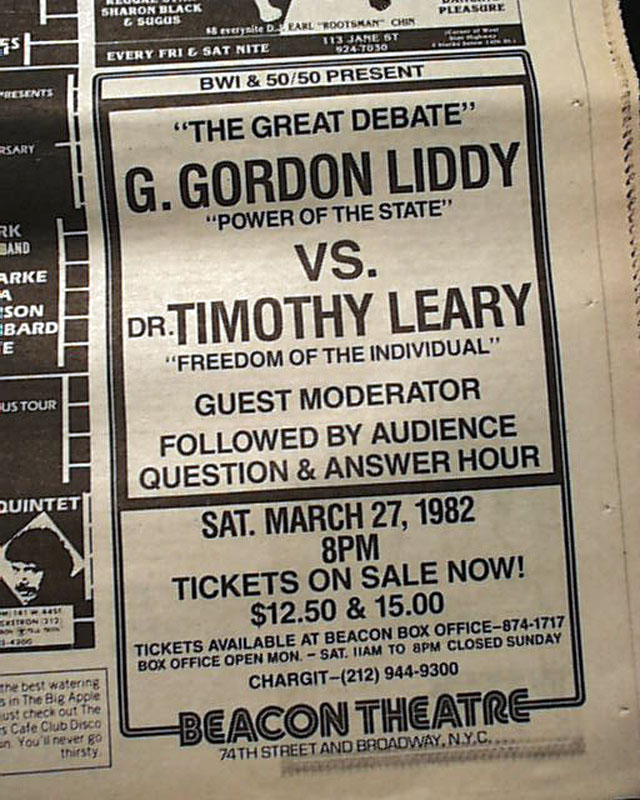 SHARON BLACK
& SUGUS
EVERY FRI & SAT NITE
68 everynite D.J. EARL "ROOTSMAN" CHIN
113 JANE ST
924-7030
PLEASURE
PRESENTS
RSARY
RK
BAND
ARKE
A
SON
BARD
E
US TOUR
QUINTET
the best watering
s in The Big Apple
ust check out The
s Cafe Club Disco
on. You'll never go
thirsty.
BWI & 50/50 PRESENT
"THE GREAT DEBATE"
G. GORDON LIDDY
"POWER OF THE STATE"
VS.
DR. TIMOTHY LEARY
"FREEDOM OF THE INDIVIDUAL"
GUEST MODERATOR
FOLLOWED BY AUDIENCE
QUESTION & ANSWER HOUR
SAT. MARCH 27, 1982
8PM
TICKETS ON SALE NOW!
$12.50 & 15.00
TICKETS AVAILABLE AT BEACON BOX OFFICE-874-1717
BOX OFFICE OPEN MON. - SAT. 11AM TO 8PM CLOSED SUNDAY
CHARGIT-(212) 944-9300
BEACON THEATRE
74TH STREET AND BROADWAY, N.Y.C.